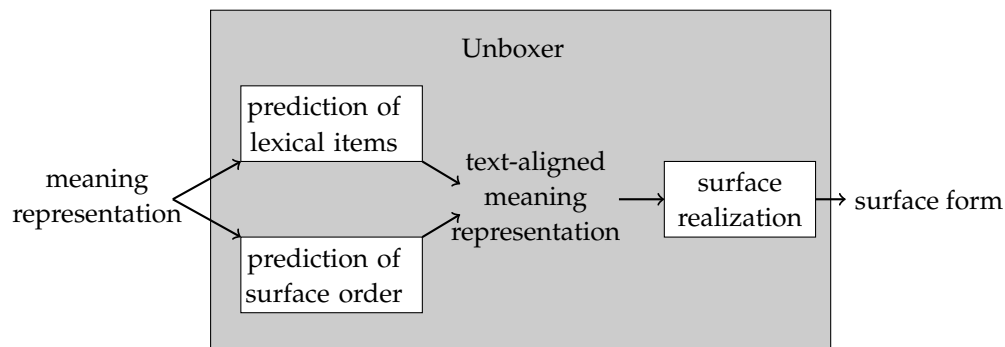 Unboxer
prediction of
lexical items
meaning
representation
text-aligned
meaning
representation
surface
realization
surface form
prediction of
surface order